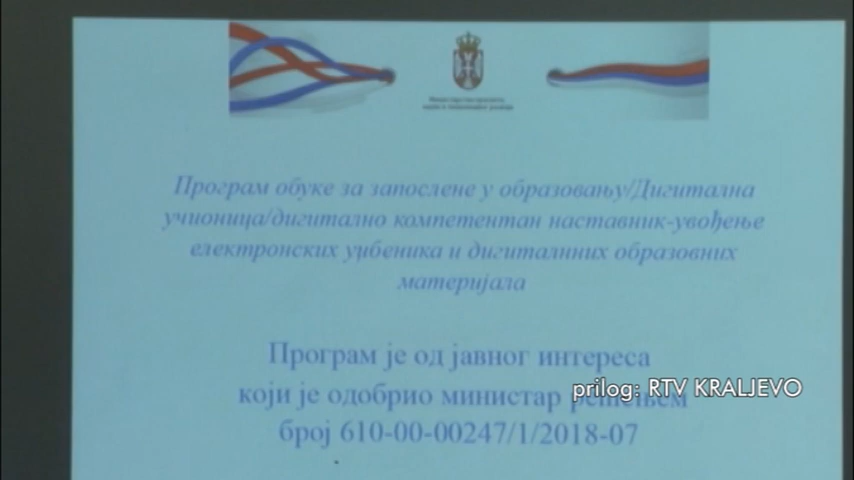 Програм обуке за запослене у образовању/Дигитална
учионица/дигитално компетентан наставник-увођење
електронских уџбеника и дигиталних образовних
материјала
Програм је од јавног интереса
који је одобрио министар решењем
број 610-00-00247/1/2018-07
prilog: RTV KRALJEVO